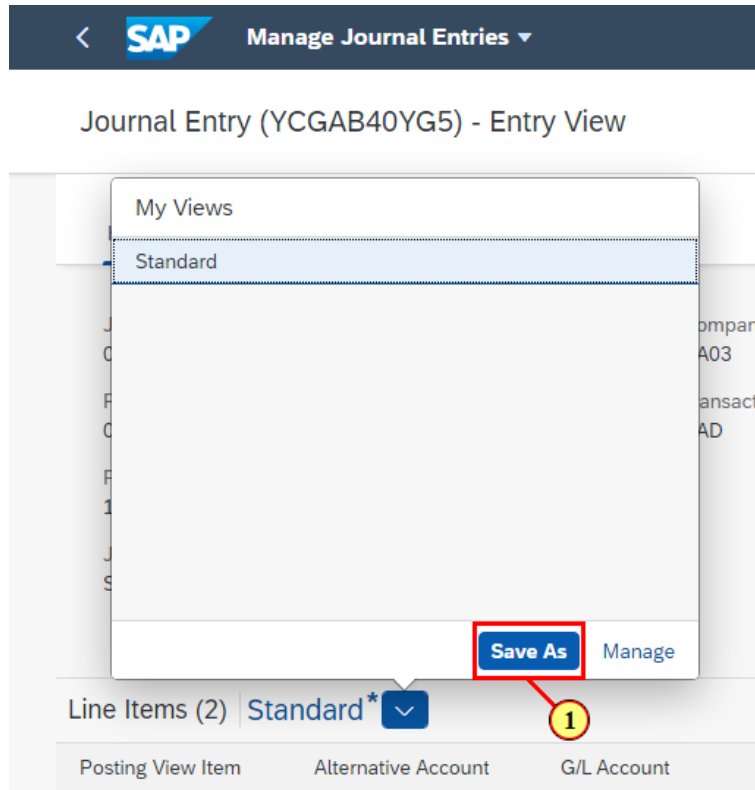 SAP Manage Journal Entries
Journal Entry (YCGAB40YG5) - Entry View
My Views
Standard
A03
AD
Save As Manage
1
Line Items (2) Standard*
Posting View Item Alternative Account G/L Account